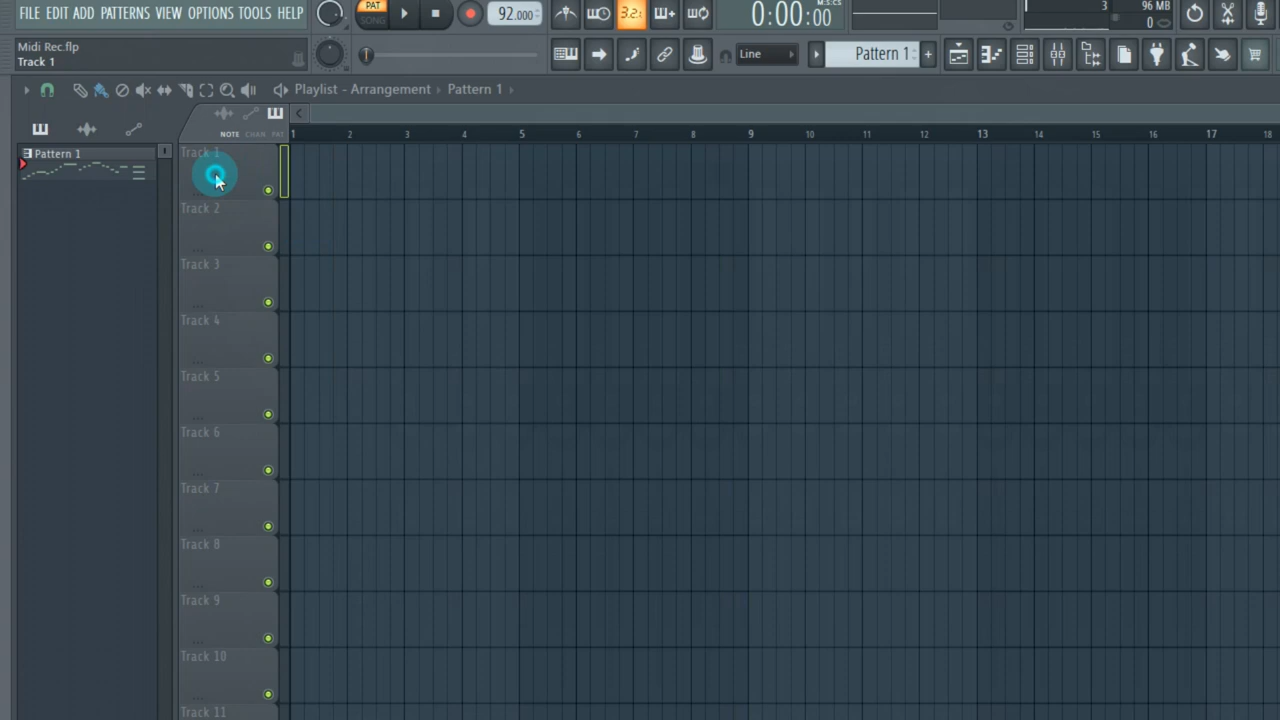 FILE EDIT ADD PATTERNS VIEW OPTIONS TOOLS HELP
PAT
SONG
92.000
3.2
0:00:00
M:S:CS
3
96 MB
0
Midi Rec.flp
Track 1
Line
Pattern 1
Playlist - Arrangement › Pattern 1 ›
NOTE CHAN PAT
1 2 3 4 5 6 7 8 9 10 11 12 13 14 15 16 17 18
Pattern 1
Track 1
Track 2
Track 3
Track 4
Track 5
Track 6
Track 7
Track 8
Track 9
Track 10
Track 11